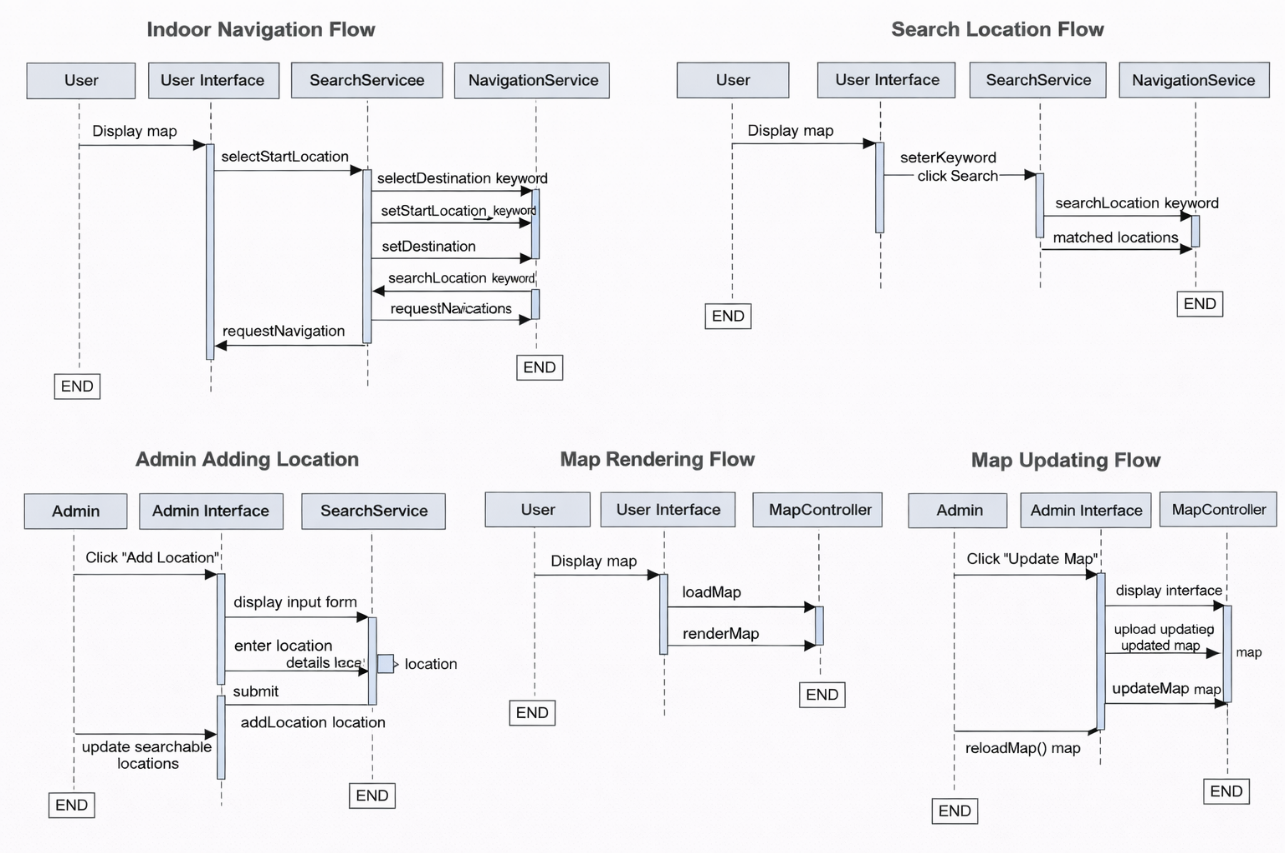 Indoor Navigation Flow
User
User Interface
SearchServicee
NavigationService
Display map
selectStartLocation
selectDestination keyword
setStartLocation keyword
setDestination
searchLocation keyword
requestNavications
requestNavigation
END
END
Search Location Flow
User
User Interface
SearchService
NavigationSevice
Display map
seterKeyword
click Search
searchLocation keyword
matched locations
END
END
Admin Adding Location
Admin
Admin Interface
SearchService
Click "Add Location"
display input form
enter location
details
location
submit
addLocation location
update searchable
locations
END
END
Map Rendering Flow
User
User Interface
MapController
Display map
loadMap
renderMap
END
END
Map Updating Flow
Admin
Admin Interface
MapController
Click "Update Map"
display interface
upload updatieg
updated map
map
updateMap map
reloadMap() map
END
END